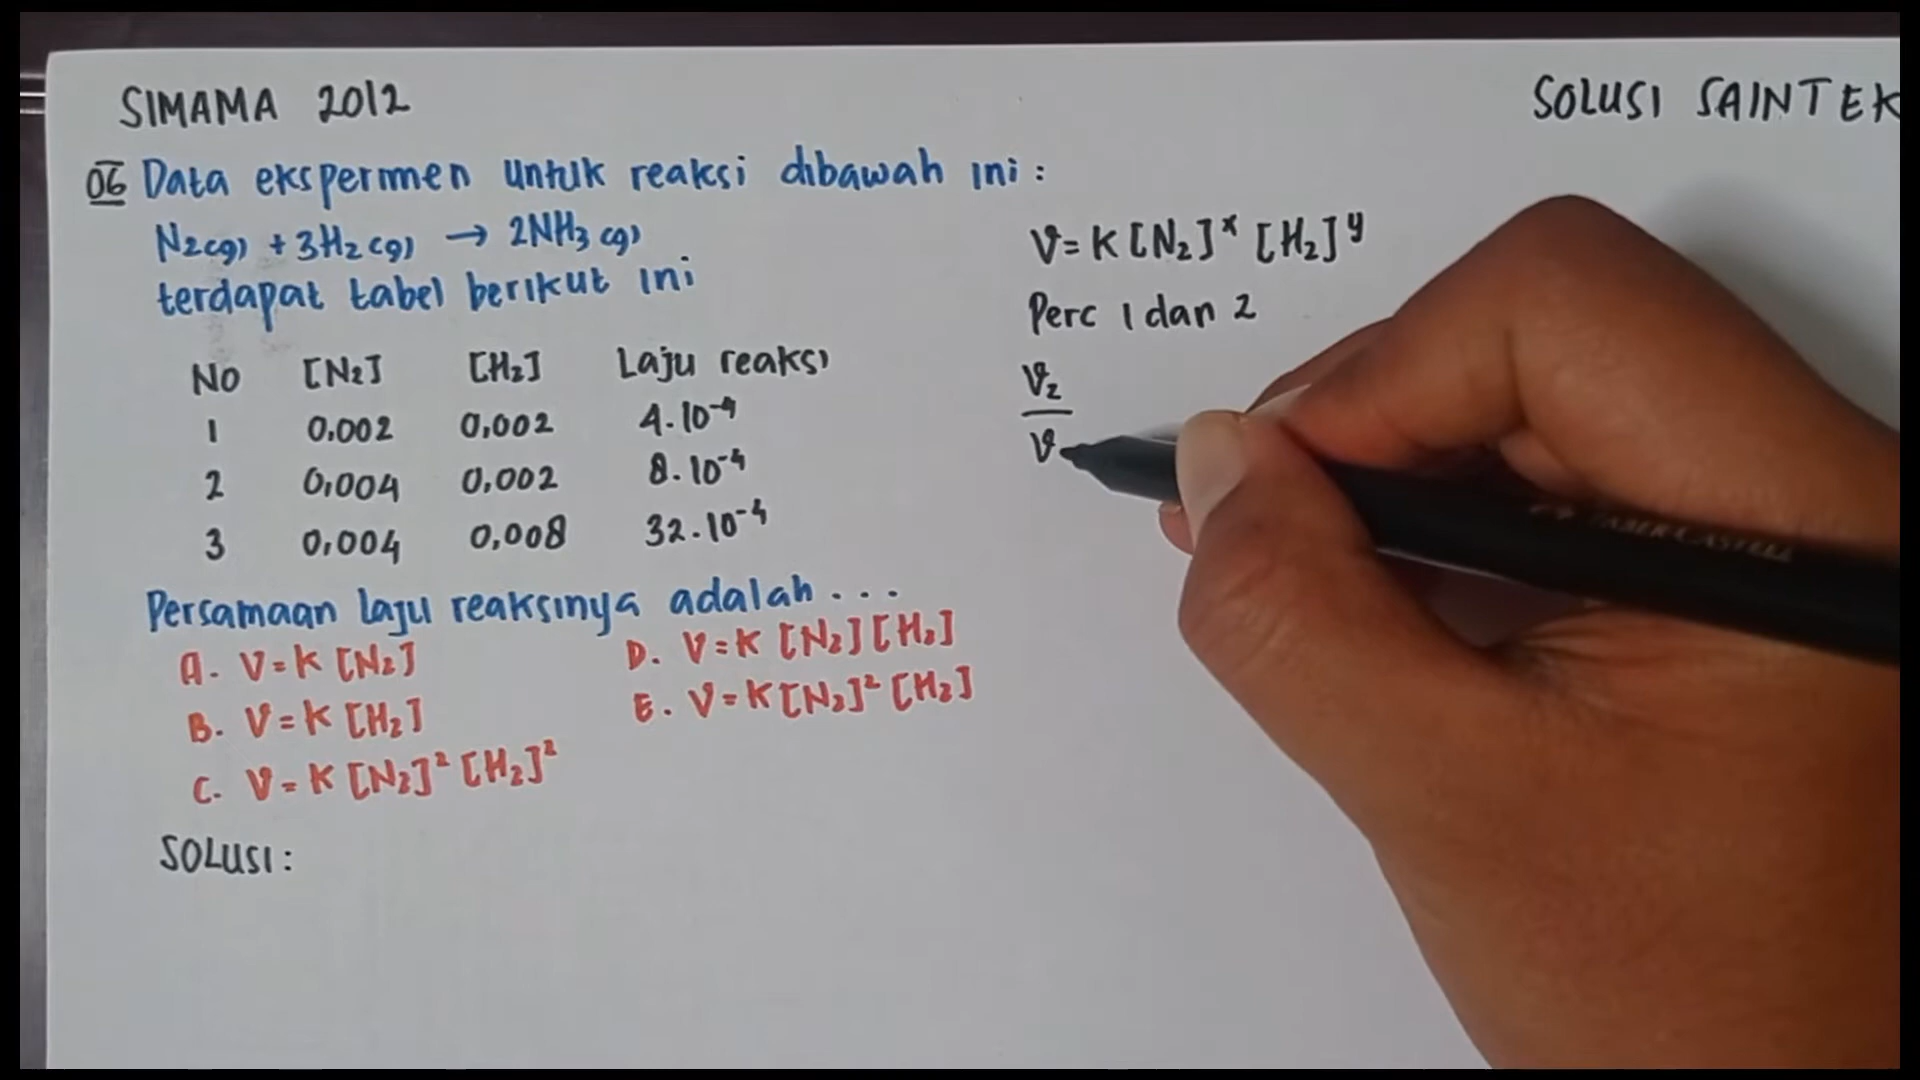 SIMAMA 2012
SOLUSI SAINTEK
06 Data ekspermen untuk reaksi dibawah ini :
N2(g) + 3H2(g) → 2NH3(g)
terdapat tabel berikut ini
No [N2] [H2] Laju reaksi
1 0,002 0,002 4.10⁻⁴
2 0,004 0,002 8.10⁻⁴
3 0,004 0,008 32.10⁻⁴
Persamaan laju reaksinya adalah ...
A. V = K [N2]
B. V = K [H2]
C. V = K [N2]² [H2]²
D. V = K [N2] [H2]
E. V = K [N2]² [H2]
SOLUSI :
V = K [N2]ˣ [H2]ʸ
Perc 1 dan 2
V2
V
FABER-CASTELL